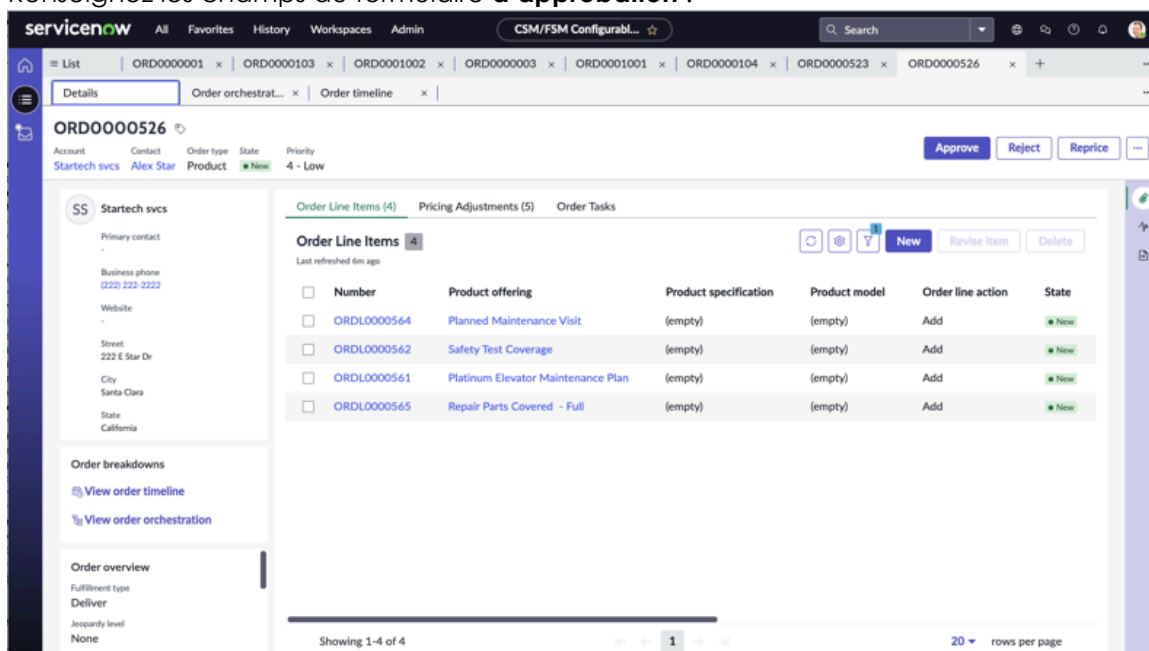 Renseignez les champs de formulaire d'approbation :
servicenow All Favorites History Workspaces Admin CSM/FSM Configurabl... Search
List ORD0000001 × ORD0000103 × ORD0001002 × ORD0000003 × ORD0001001 × ORD0000104 × ORD0000523 × ORD0000526 × +
Details Order orchestrat... × Order timeline ×
ORD0000526
Account Contact Order type State Priority
Startech svcs Alex Star Product New 4 - Low
Approve Reject Reprice ...
SS Startech svcs
Primary contact
-
Business phone
(222) 222-2222
Website
-
Street
222 E Star Dr
City
Santa Clara
State
California
Order breakdowns
View order timeline
View order orchestration
Order overview
Fulfillment type
Deliver
Jeopardy level
None
Order Line Items (4) Pricing Adjustments (5) Order Tasks
Order Line Items 4
Last refreshed 6m ago
1 New Revise Item Delete
Number Product offering Product specification Product model Order line action State
ORDL0000564 Planned Maintenance Visit (empty) (empty) Add New
ORDL0000562 Safety Test Coverage (empty) (empty) Add New
ORDL0000561 Platinum Elevator Maintenance Plan (empty) (empty) Add New
ORDL0000565 Repair Parts Covered - Full (empty) (empty) Add New
Showing 1-4 of 4 1 20 rows per page